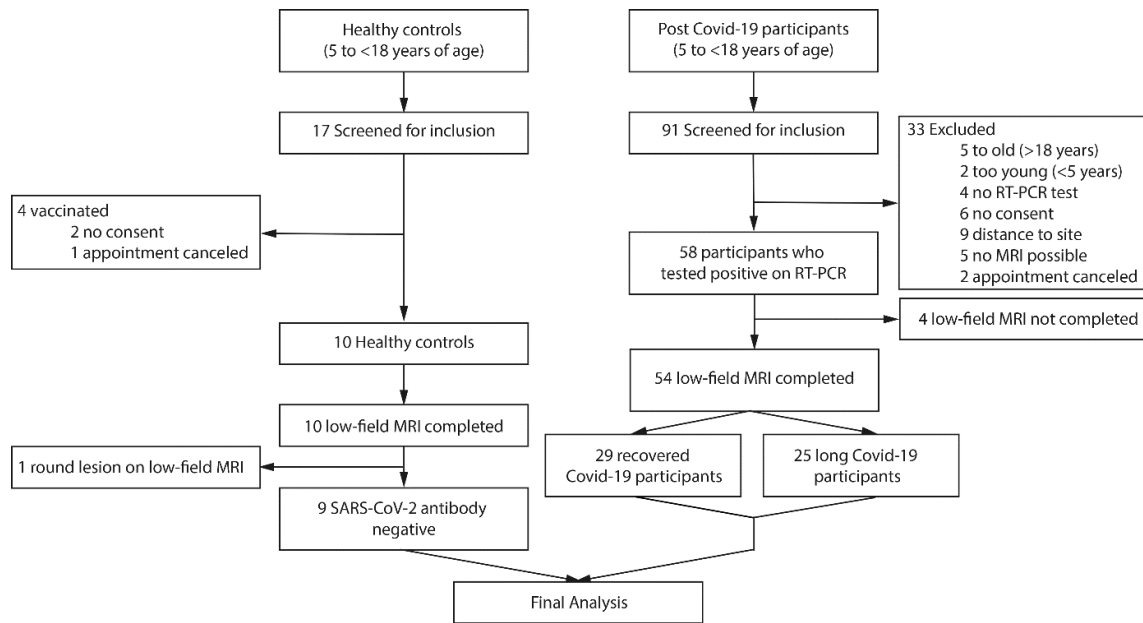 Healthy controls
(5 to <18 years of age)
Post Covid-19 participants
(5 to <18 years of age)
17 Screened for inclusion
91 Screened for inclusion
33 Excluded
5 to old (>18 years)
2 too young (<5 years)
4 no RT-PCR test
6 no consent
9 distance to site
5 no MRI possible
2 appointment canceled
4 vaccinated
2 no consent
1 appointment canceled
58 participants who
tested positive on RT-PCR
4 low-field MRI not completed
10 Healthy controls
54 low-field MRI completed
10 low-field MRI completed
29 recovered
Covid-19 participants
25 long Covid-19
participants
1 round lesion on low-field MRI
9 SARS-CoV-2 antibody
negative
Final Analysis